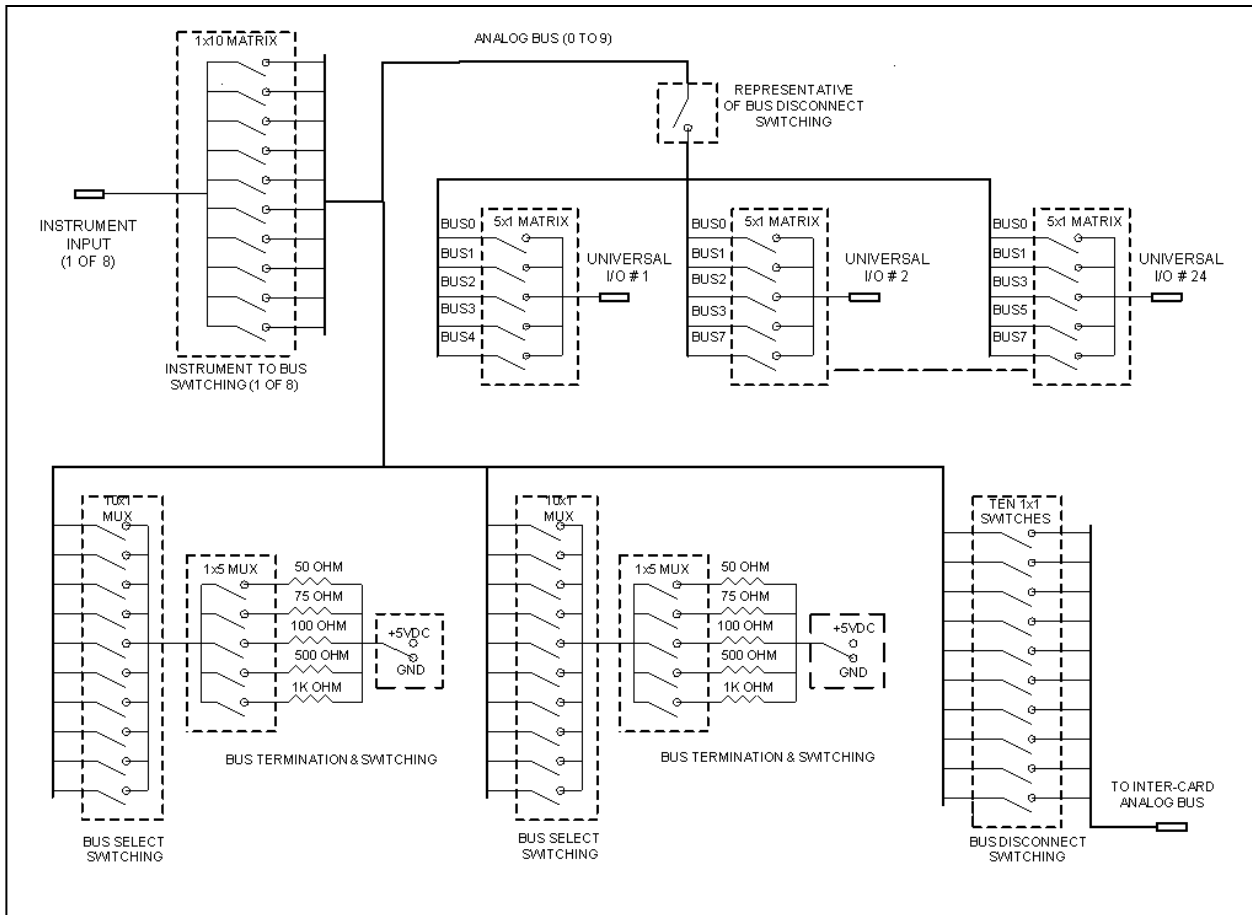 1x10 MATRIX
ANALOG BUS (0 TO 9)
REPRESENTATIVE
OF BUS DISCONNECT
SWITCHING
INSTRUMENT
INPUT
(1 OF 8)
INSTRUMENT TO BUS
SWITCHING (1 OF 8)
5x1 MATRIX
BUS0
BUS1
BUS2
BUS3
BUS4
UNIVERSAL
I/O # 1
5x1 MATRIX
BUS0
BUS1
BUS2
BUS3
BUS7
UNIVERSAL
I/O # 2
5x1 MATRIX
BUS0
BUS1
BUS3
BUS5
BUS7
UNIVERSAL
I/O # 24
10x1
MUX
BUS SELECT
SWITCHING
1x5 MUX
50 OHM
75 OHM
100 OHM
500 OHM
1K OHM
+5VDC
GND
BUS TERMINATION & SWITCHING
10x1
MUX
BUS SELECT
SWITCHING
1x5 MUX
50 OHM
75 OHM
100 OHM
500 OHM
1K OHM
+5VDC
GND
BUS TERMINATION & SWITCHING
TEN 1x1
SWITCHES
BUS DISCONNECT
SWITCHING
TO INTER-CARD
ANALOG BUS